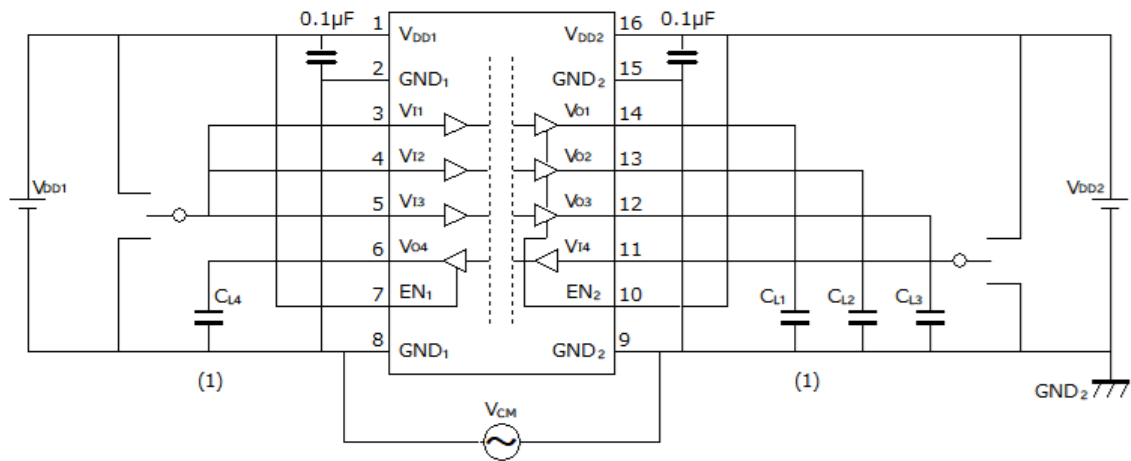 0.1μF
1
VDD1
VDD2
16
0.1μF
2
GND1
GND2
15
3
VI1
VO1
14
4
VI2
VO2
13
VDD1
VDD2
5
VI3
VO3
12
6
VO4
VI4
11
CL4
7
EN1
EN2
10
CL1
CL2
CL3
8
GND1
GND2
9
(1)
(1)
GND2
VCM